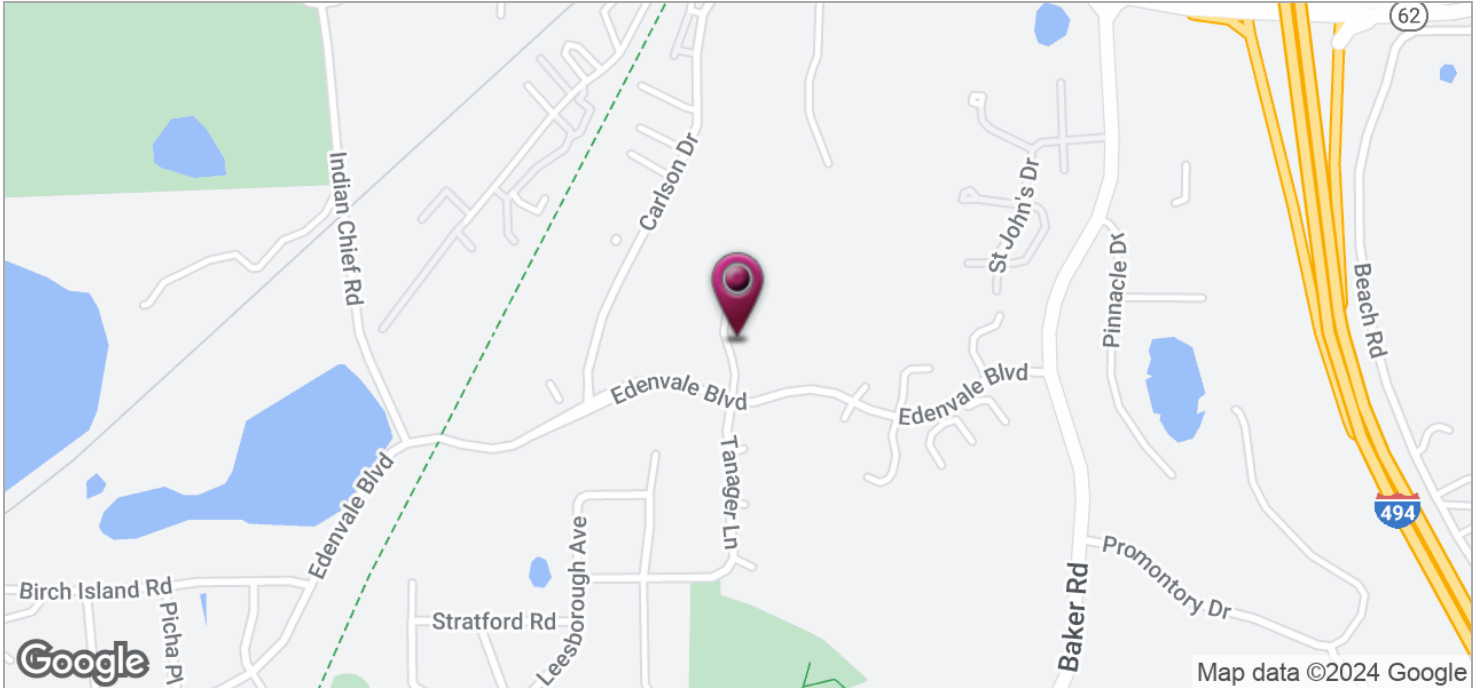 62
Carlson Dr
Indian Chief Rd
St John's Dr
Pinnacle Dr
Beach Rd
Edenvale Blvd
Edenvale Blvd
Tanager Ln
Edenvale Blvd
494
Leesborough Ave
Promontory Dr
Birch Island Rd
Picha Pl
Stratford Rd
Baker Rd
Google
Map data ©2024 Google